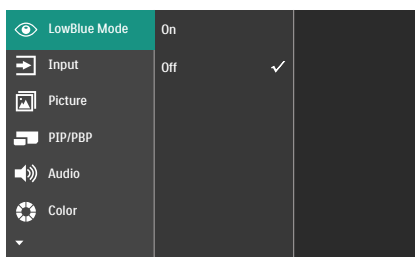 LowBlue Mode
On
Input
Off
Picture
PIP/PBP
Audio
Color